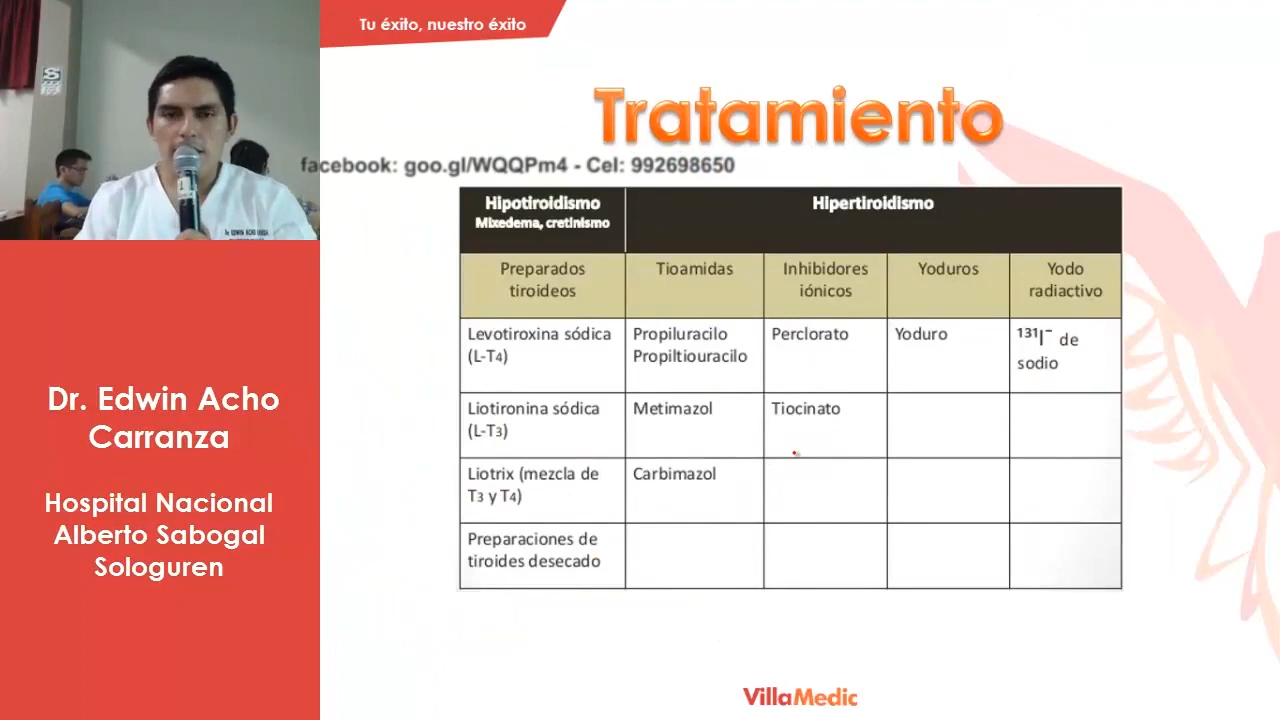 Tu éxito, nuestro éxito
Tratamiento
facebook: goo.gl/WQQPm4 - Cel: 992698650
Hipotiroidismo
Mixedema, cretinismo
Hipertiroidismo
Preparados
tiroideos
Tioamidas
Inhibidores
iónicos
Yoduros
Yodo
radiactivo
Levotiroxina sódica
(L-T4)
Propiluracilo
Propiltiouracilo
Perclorato
Yoduro
¹³¹I⁻ de
sodio
Liotironina sódica
(L-T3)
Metimazol
Tiocinato
Liotrix (mezcla de
T3 y T4)
Carbimazol
Preparaciones de
tiroides desecado
Dr. Edwin Acho
Carranza
Hospital Nacional
Alberto Sabogal
Sologuren
VillaMedic
S